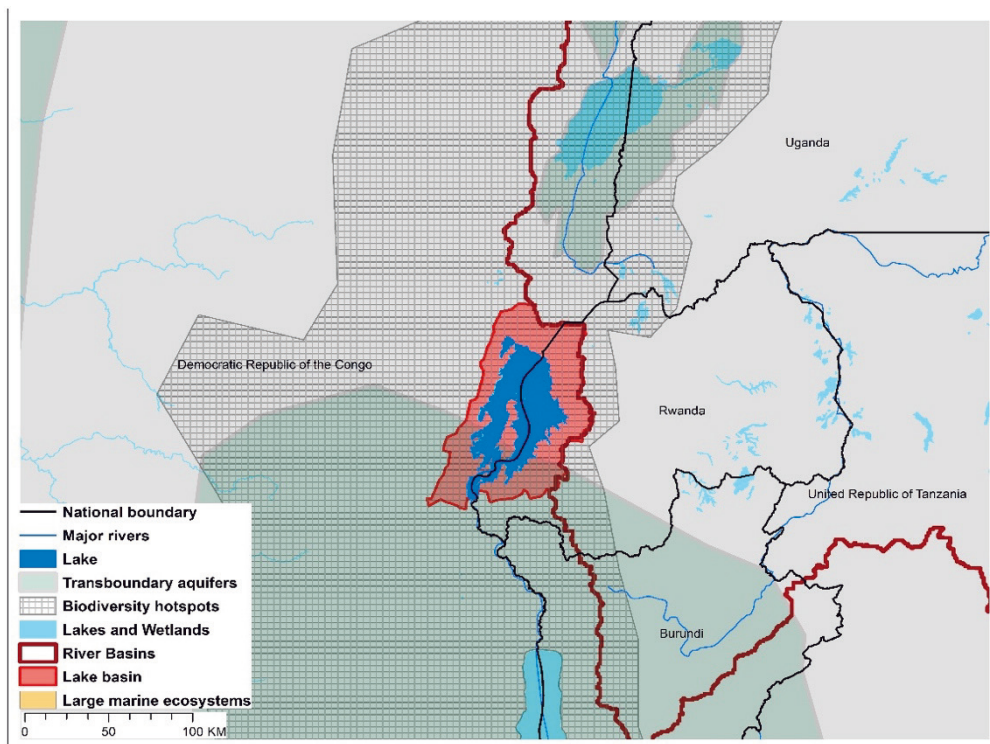 Uganda
Democratic Republic of the Congo
Rwanda
United Republic of Tanzania
Burundi
National boundary
Major rivers
Lake
Transboundary aquifers
Biodiversity hotspots
Lakes and Wetlands
River Basins
Lake basin
Large marine ecosystems
0 50 100 KM